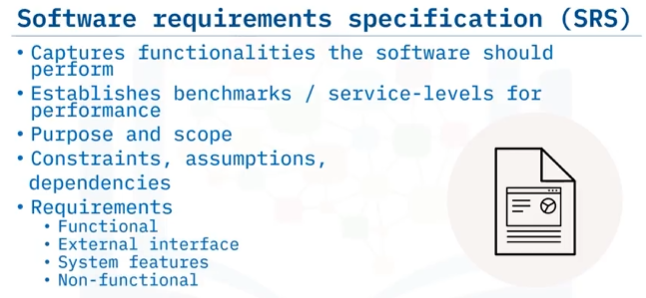 Software requirements specification (SRS)
• Captures functionalities the software should
perform
• Establishes benchmarks / service-levels for
performance
• Purpose and scope
• Constraints, assumptions,
dependencies
• Requirements
• Functional
• External interface
• System features
• Non-functional